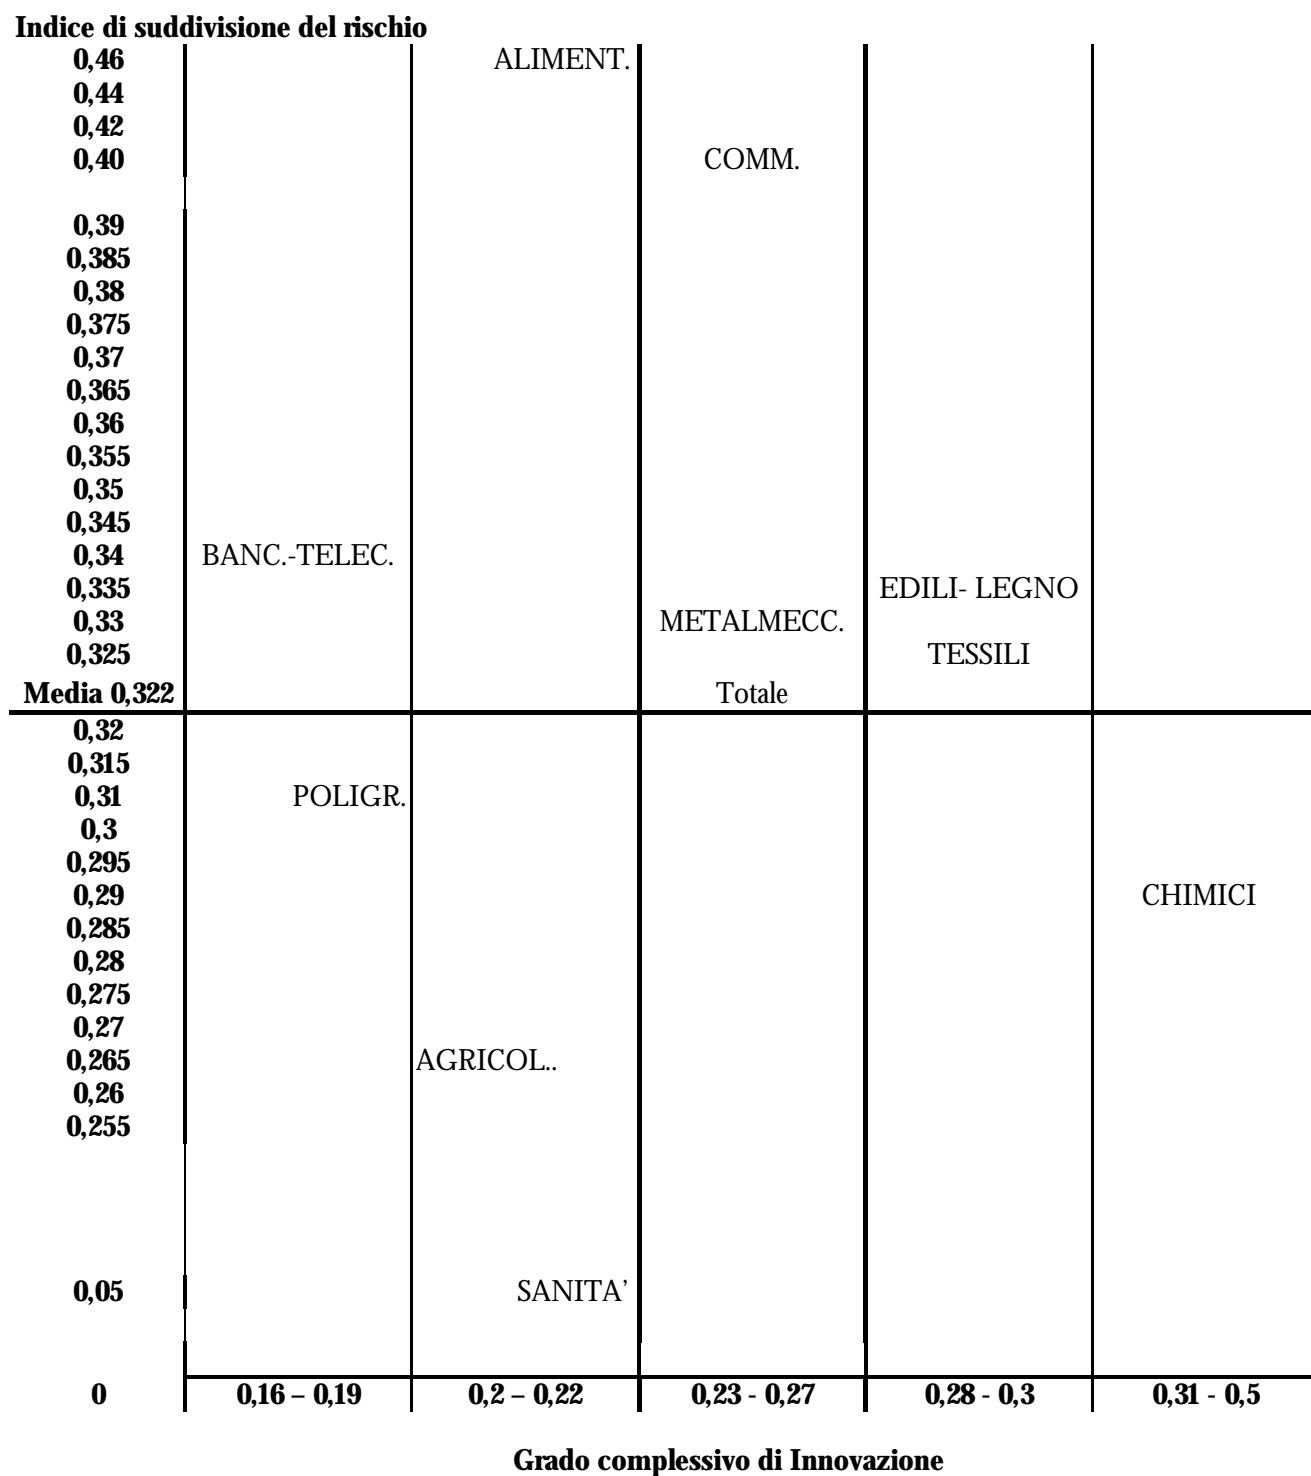 Indice di suddivisione del rischio
0,46 ALIMENT.
0,44
0,42
0,40 COMM.
0,39
0,385
0,38
0,375
0,37
0,365
0,36
0,355
0,35
0,345
0,34 BANC.-TELEC.
0,335 EDILI- LEGNO
0,33 METALMECC.
0,325 TESSILI
Media 0,322 Totale
0,32
0,315
0,31 POLIGR.
0,3
0,295
0,29 CHIMICI
0,285
0,28
0,275
0,27
0,265 AGRICOL..
0,26
0,255
0,05 SANITA’
0 0,16 – 0,19 0,2 – 0,22 0,23 - 0,27 0,28 - 0,3 0,31 - 0,5
Grado complessivo di Innovazione